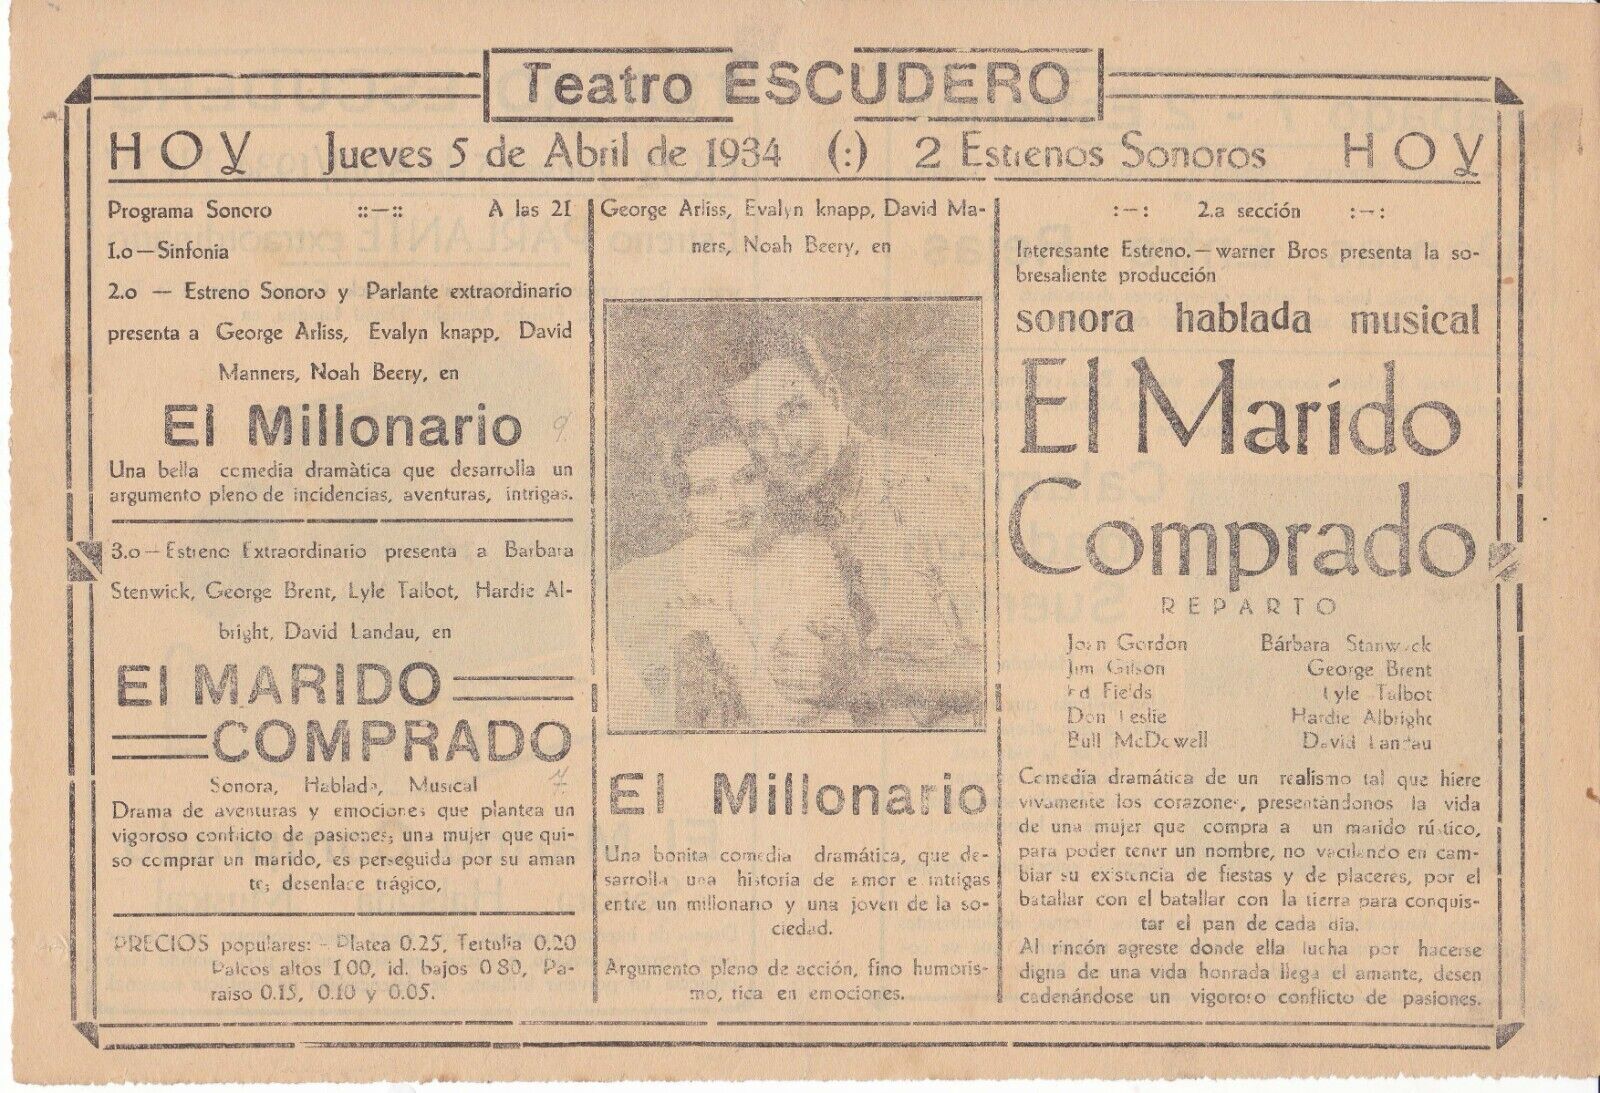 Teatro ESCUDERO
HOY Jueves 5 de Abril de 1934 (:) 2 Estrenos Sonoros HOY
Programa Sonoro ::—:: A las 21
1.o—Sinfonia
2.o — Estreno Sonoro y Parlante extraordinario
presenta a George Arliss, Evalyn knapp, David
Manners, Noah Beery, en
El Millonario 9
Una bella comedia dramàtica que desarrolla un
argumento pleno de incidencias, aventuras, intrigas.
3.o—Estreno Extraordinario presenta a Barbara
Stenwick, George Brent, Lyle Talbot, Hardie Al-
bright, David Landau, en
El MARIDO
COMPRADO
Sonora, Hablada, Musical 7
Drama de aventuras y emociones que plantea un
vigoroso conflicto de pasiones; una mujer que qui-
so comprar un marido, es perseguida por su aman
te; desenlace trágico,
PRECIOS populares: - Platea 0.25, Tertulia 0.20
Palcos altos 1 00, id. bajos 0 80, Pa-
raiso 0.15, 0.10 y 0.05.
George Arliss, Evalyn knapp, David Ma-
ners, Noah Beery, en
El Millonario
Una bonita comedia dramática, que de-
sarrolla una historia de amor e intrigas
entre un millonario y una joven de la so-
ciedad.
Argumento pleno de acción, fino humoris-
mo, rica en emociones.
:—: 2.a sección :—:
Interesante Estreno.—warner Bros presenta la so-
bresaliente producción
sonora hablada musical
El Marido
Comprado
REPARTO
Joan Gordon Bárbara Stanwyck
Jim Gilson George Brent
Ed Fields Lyle Talbot
Don Leslie Hardie Albright
Bull McDowell David Landau
Comedia dramática de un realismo tal que hiere
vivamente los corazones, presentándonos la vida
de una mujer que compra a un marido rústico,
para poder tener un nombre, no vacilando en cam-
biar su existencia de fiestas y de placeres, por el
batallar con el batallar con la tierra para conquis-
tar el pan de cada día.
Al rincón agreste donde ella lucha por hacerse
digna de una vida honrada llega el amante, desen
cadenándose un vigoroso conflicto de pasiones.